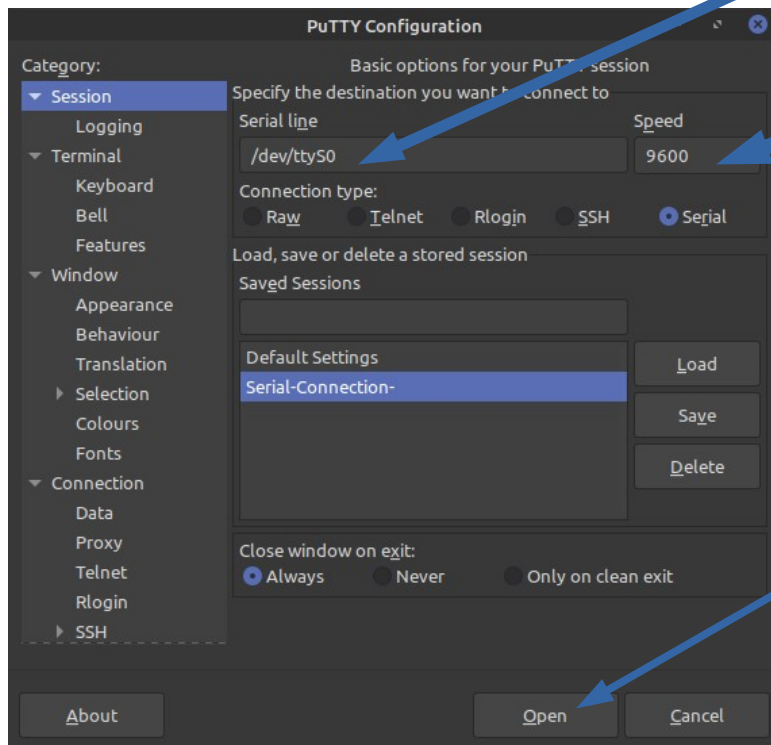 PuTTY Configuration
Category:
Session
Logging
Terminal
Keyboard
Bell
Features
Window
Appearance
Behaviour
Translation
Selection
Colours
Fonts
Connection
Data
Proxy
Telnet
Rlogin
SSH
Basic options for your PuTTY session
Specify the destination you want to connect to
Serial line Speed
/dev/ttyS0 9600
Connection type:
Raw Telnet Rlogin SSH Serial
Load, save or delete a stored session
Saved Sessions
Default Settings
Serial-Connection-
Load
Save
Delete
Close window on exit:
Always Never Only on clean exit
About Open Cancel